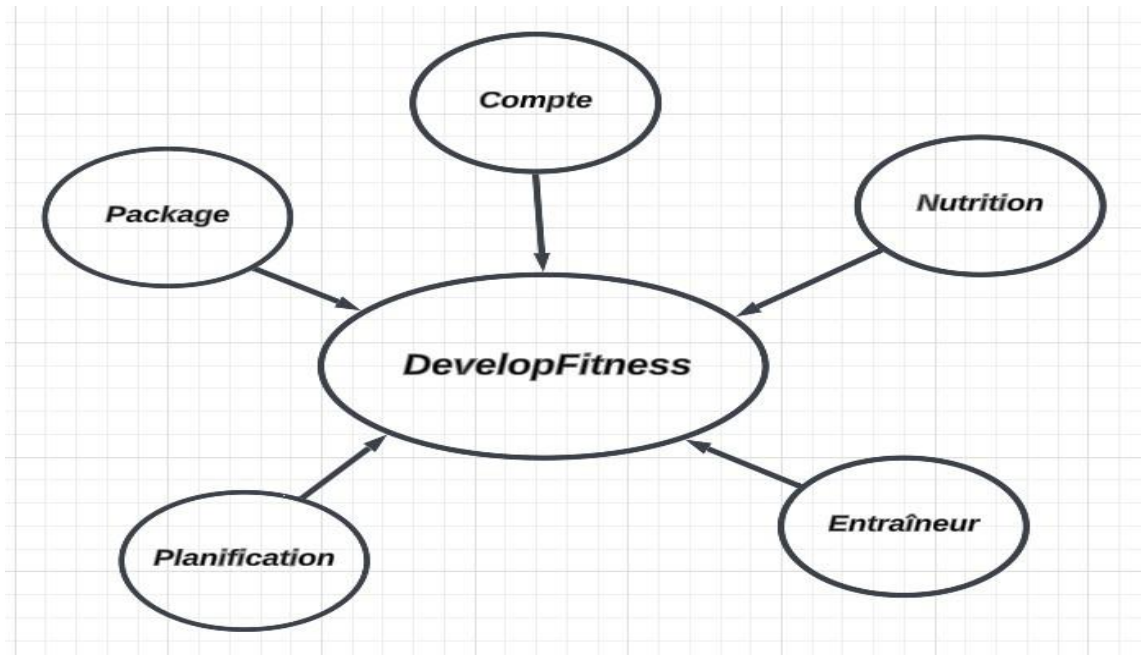 Compte
Package
Nutrition
DevelopFitness
Planification
Entraîneur